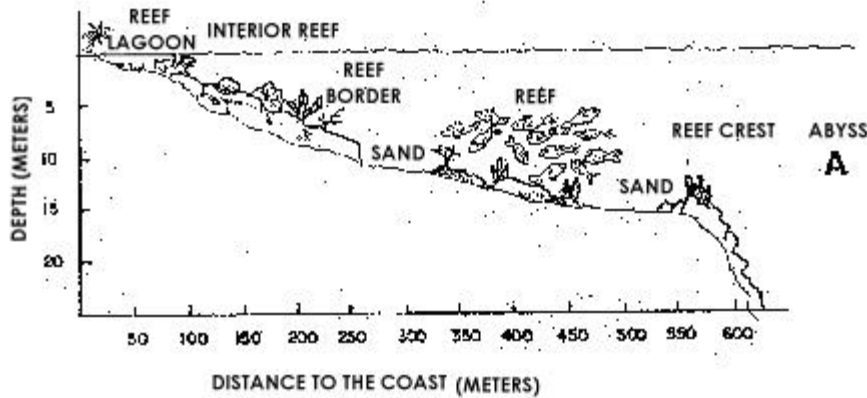 REEF
LAGOON
INTERIOR REEF
REEF
BORDER
REEF
REEF CREST
ABYSS
A
SAND
SAND
DEPTH (METERS)
5
10
15
20
50 100 150 200 250 300 350 400 450 500 550 600
DISTANCE TO THE COAST (METERS)